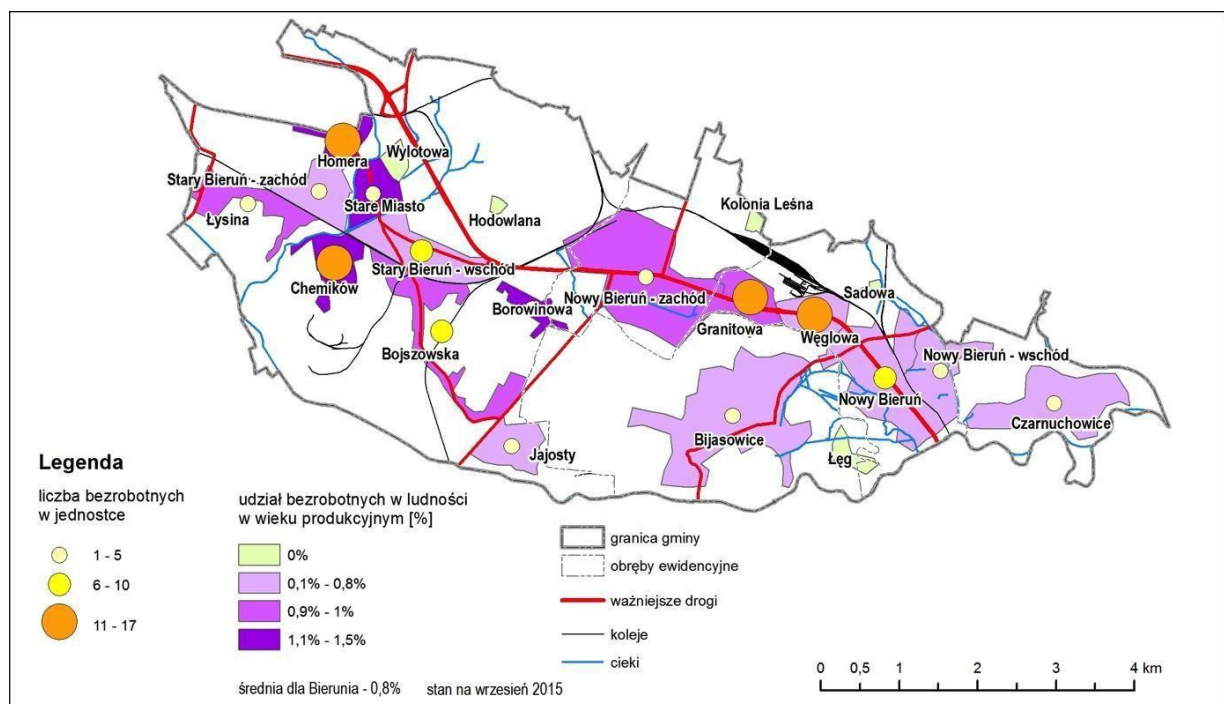 Homera
Wylotowa
Stary Bieruń - zachód
Stare Miasto
Łysina
Hodowlana
Kolonia Leśna
Stary Bieruń - wschód
Chemików
Borowinowa
Nowy Bieruń - zachód
Sadowa
Granitowa
Węglowa
Bojszowska
Nowy Bieruń - wschód
Nowy Bieruń
Czarnuchowice
Bijasowice
Jajosty
Łęg
Legenda
liczba bezrobotnych
w jednostce
1 - 5
6 - 10
11 - 17
udział bezrobotnych w ludności
w wieku produkcyjnym [%]
0%
0,1% - 0,8%
0,9% - 1%
1,1% - 1,5%
średnia dla Bierunia - 0,8%
stan na wrzesień 2015
granica gminy
obręby ewidencyjne
ważniejsze drogi
koleje
cieki
0 0,5 1 2 3 4 km